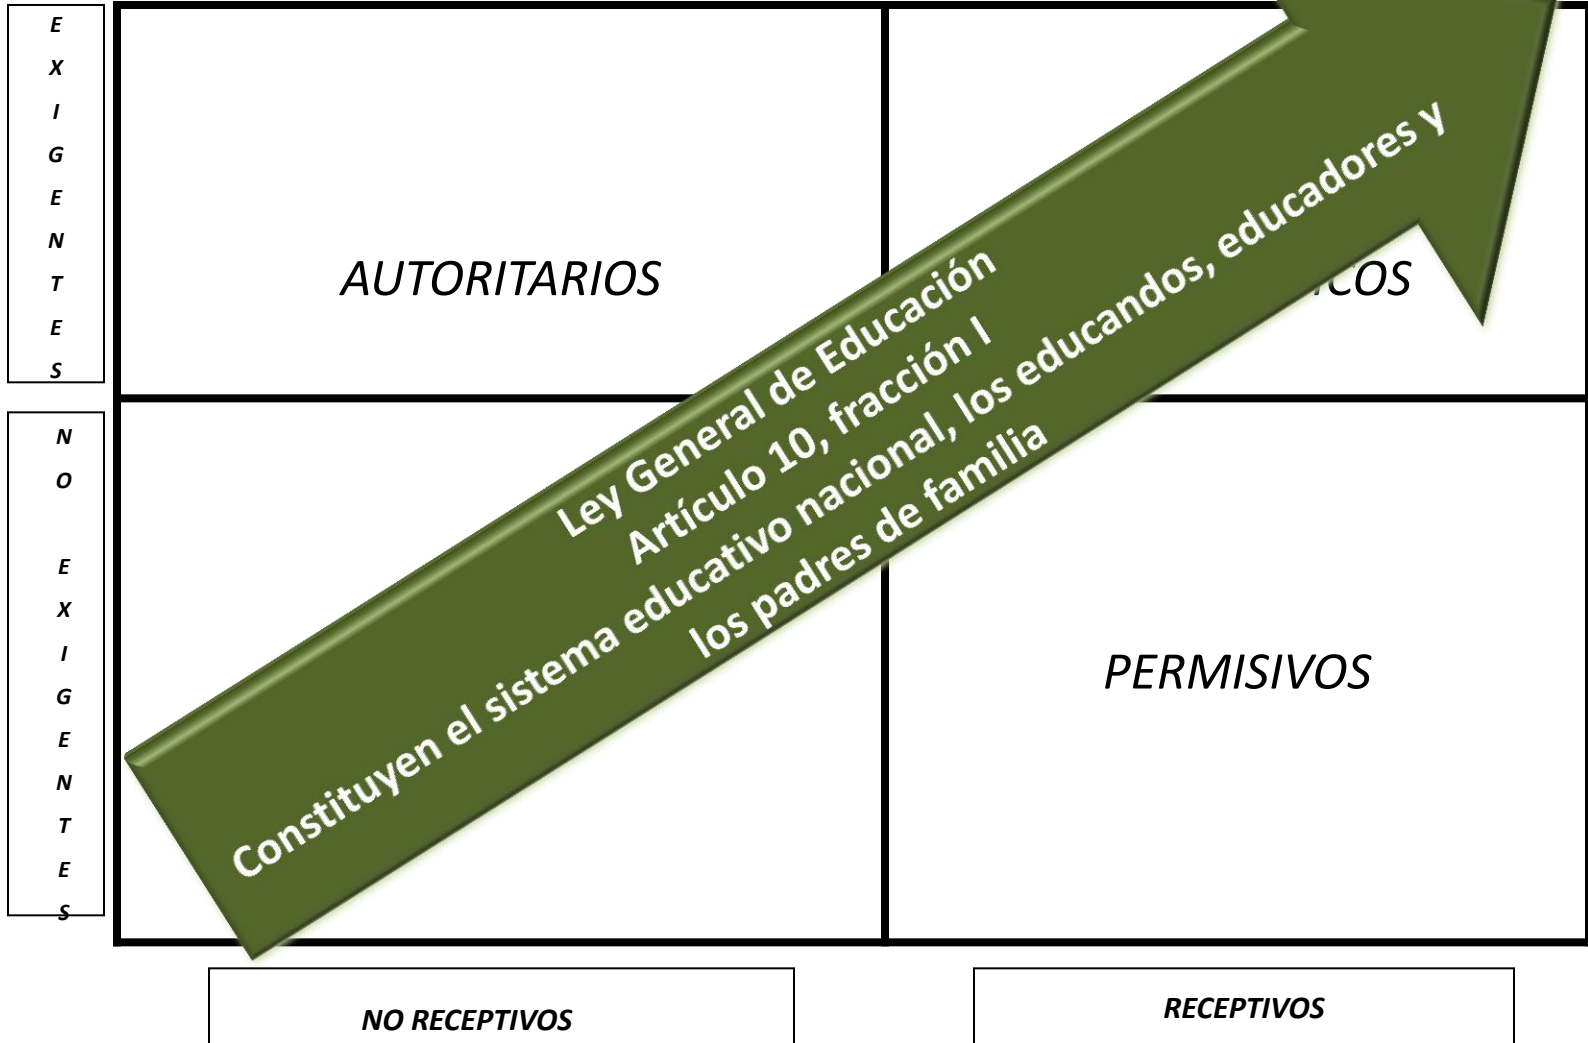 EXIGENTES
AUTORITARIOS
ICOS
Ley General de Educación
Artículo 10, fracción I
Constituyen el sistema educativo nacional, los educandos, educadores y
los padres de familia
NO EXIGENTES
PERMISIVOS
NO RECEPTIVOS
RECEPTIVOS